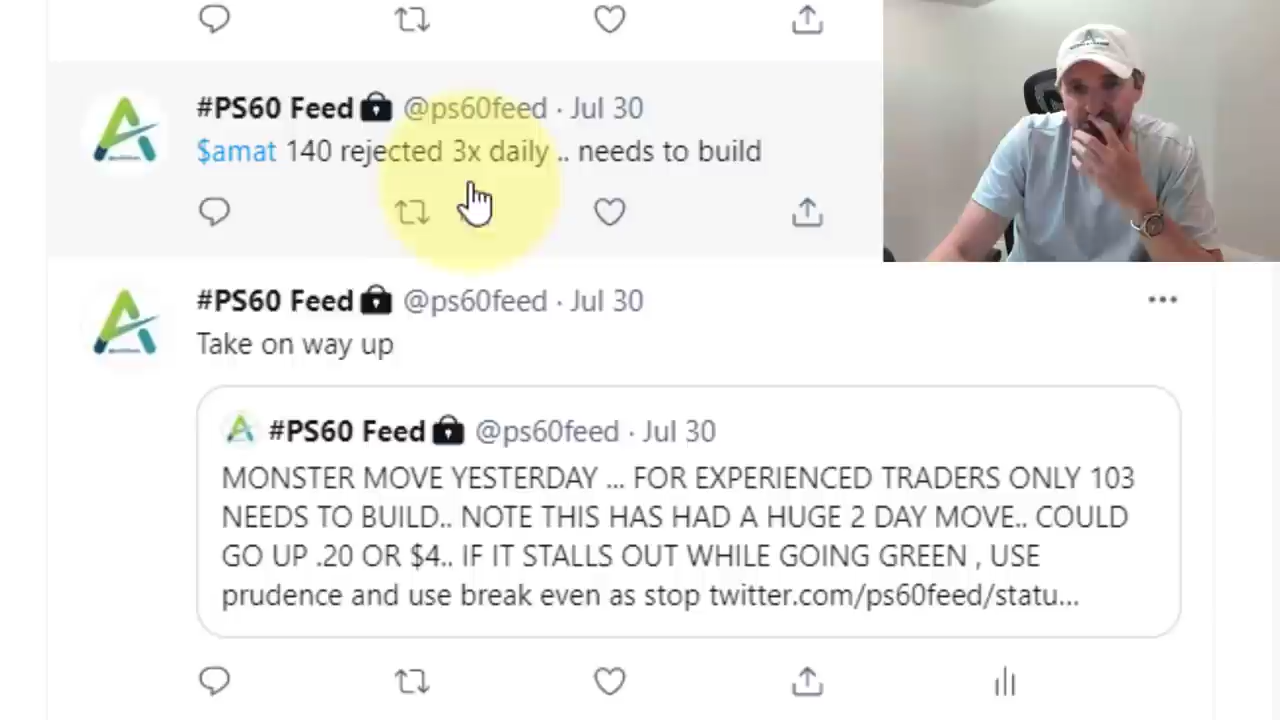 #PS60 Feed @ps60feed · Jul 30
$amat 140 rejected 3x daily .. needs to build
#PS60 Feed @ps60feed · Jul 30
Take on way up
#PS60 Feed @ps60feed · Jul 30
MONSTER MOVE YESTERDAY ... FOR EXPERIENCED TRADERS ONLY 103
NEEDS TO BUILD.. NOTE THIS HAS HAD A HUGE 2 DAY MOVE.. COULD
GO UP .20 OR $4.. IF IT STALLS OUT WHILE GOING GREEN , USE
prudence and use break even as stop twitter.com/ps60feed/statu...